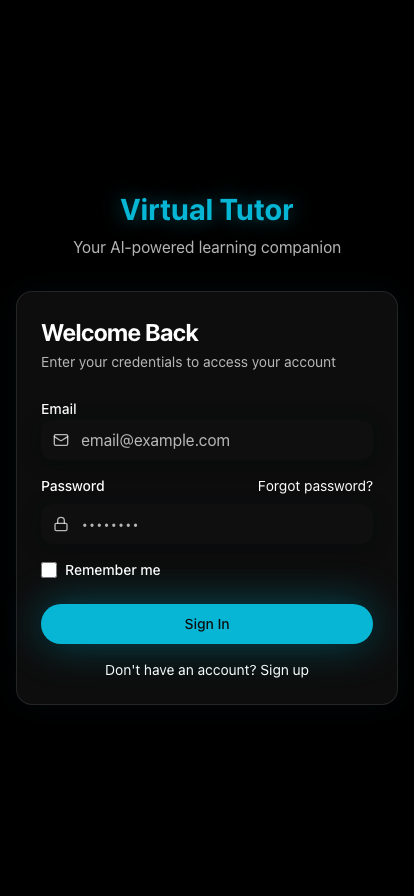 Virtual Tutor
Your AI-powered learning companion
Welcome Back
Enter your credentials to access your account
Email
email@example.com
Password Forgot password?
••••••••
Remember me
Sign In
Don't have an account? Sign up